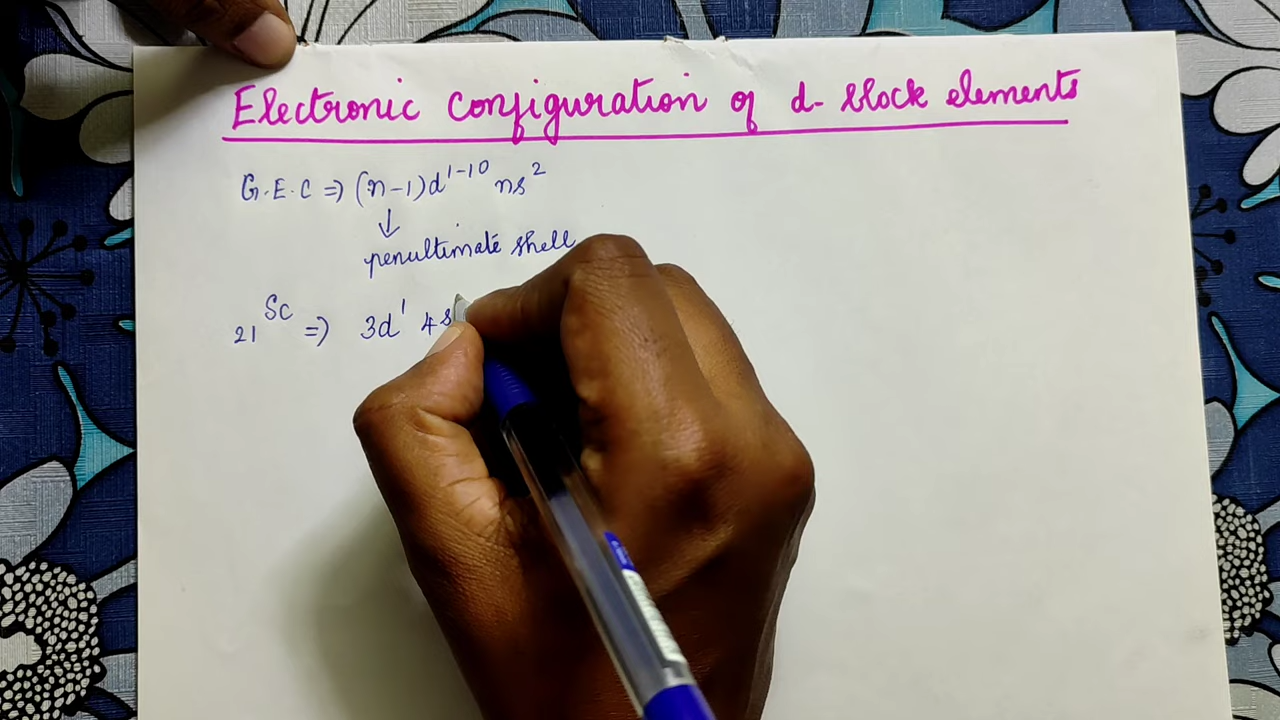 Electronic configuration of d-block elements
G.E.C ⇒ (n-1)d¹⁻¹⁰ ns²
↓
penultimate shell
₂₁Sc ⇒ 3d¹ 4s